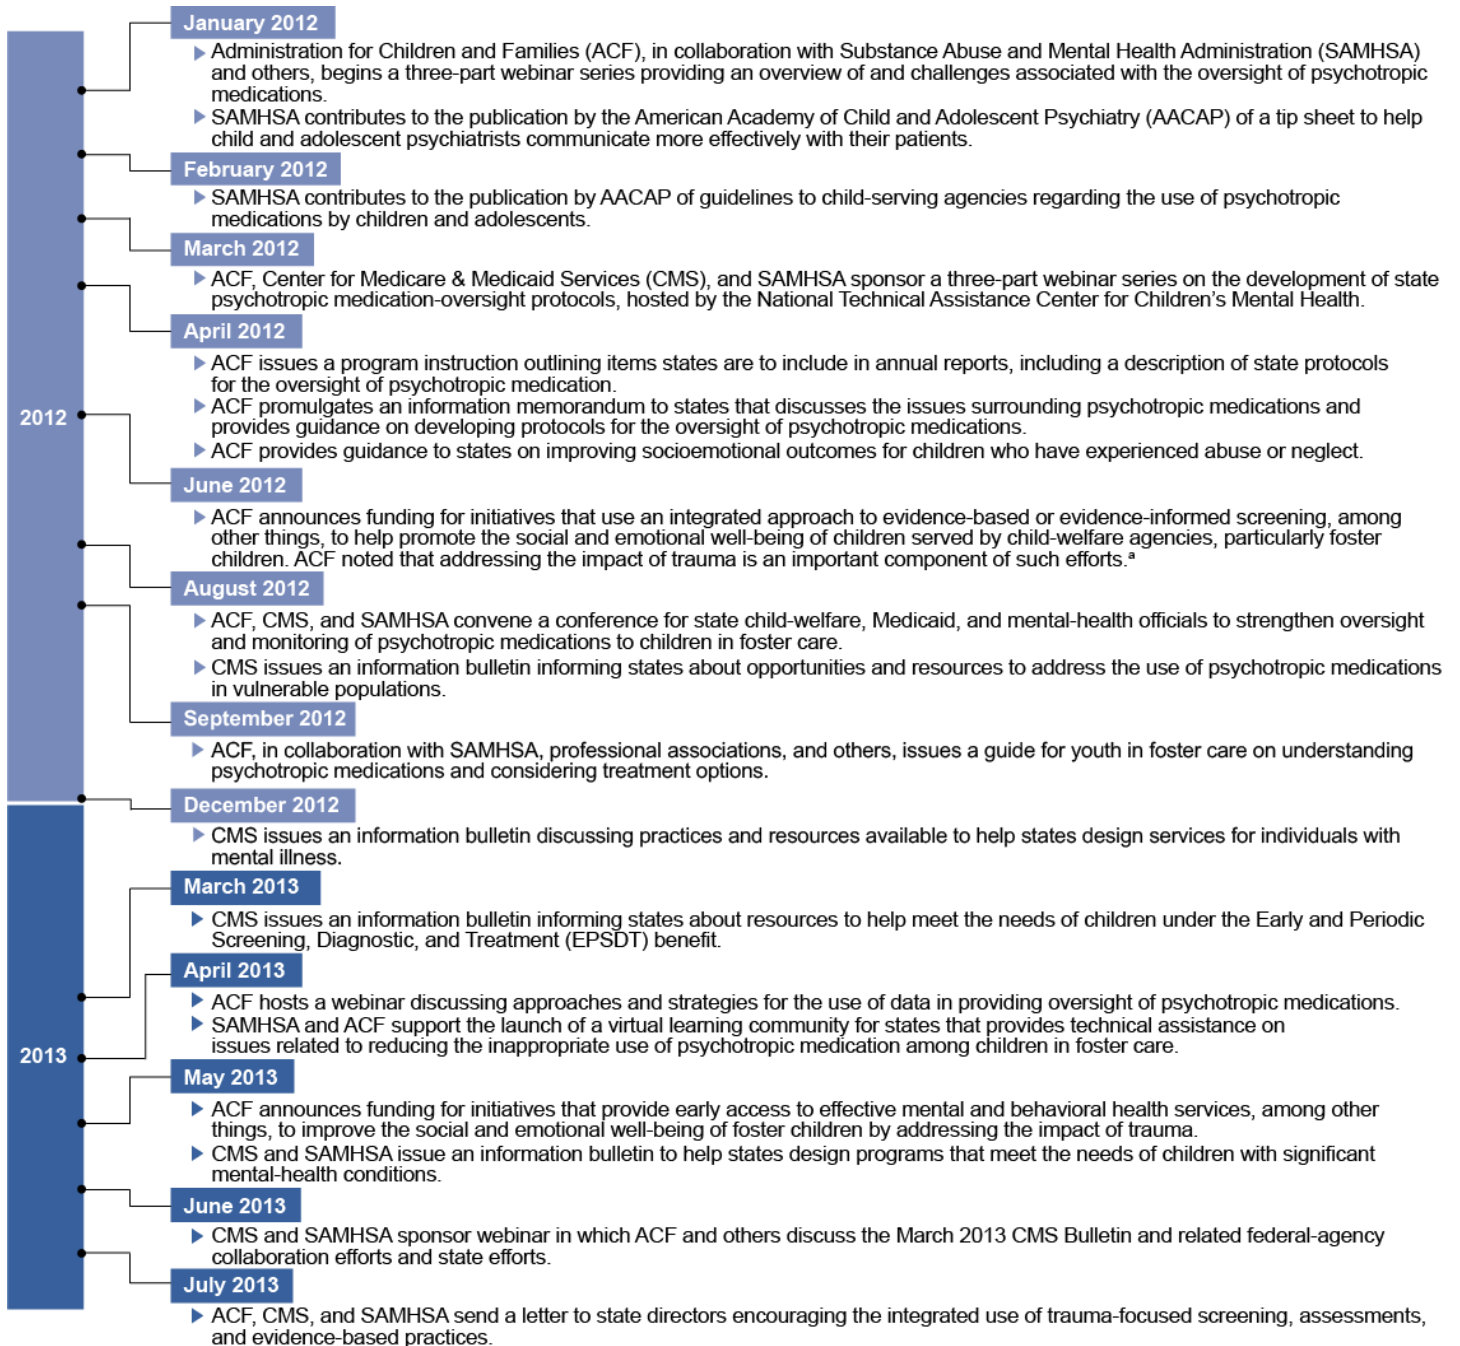 January 2012
Administration for Children and Families (ACF), in collaboration with Substance Abuse and Mental Health Administration (SAMHSA)
and others, begins a three-part webinar series providing an overview of and challenges associated with the oversight of psychotropic
medications.
SAMHSA contributes to the publication by the American Academy of Child and Adolescent Psychiatry (AACAP) of a tip sheet to help
child and adolescent psychiatrists communicate more effectively with their patients.
February 2012
SAMHSA contributes to the publication by AACAP of guidelines to child-serving agencies regarding the use of psychotropic
medications by children and adolescents.
March 2012
ACF, Center for Medicare & Medicaid Services (CMS), and SAMHSA sponsor a three-part webinar series on the development of state
psychotropic medication-oversight protocols, hosted by the National Technical Assistance Center for Children’s Mental Health.
April 2012
ACF issues a program instruction outlining items states are to include in annual reports, including a description of state protocols
for the oversight of psychotropic medication.
ACF promulgates an information memorandum to states that discusses the issues surrounding psychotropic medications and
provides guidance on developing protocols for the oversight of psychotropic medications.
ACF provides guidance to states on improving socioemotional outcomes for children who have experienced abuse or neglect.
2012
June 2012
ACF announces funding for initiatives that use an integrated approach to evidence-based or evidence-informed screening, among
other things, to help promote the social and emotional well-being of children served by child-welfare agencies, particularly foster
children. ACF noted that addressing the impact of trauma is an important component of such efforts.ª
August 2012
ACF, CMS, and SAMHSA convene a conference for state child-welfare, Medicaid, and mental-health officials to strengthen oversight
and monitoring of psychotropic medications to children in foster care.
CMS issues an information bulletin informing states about opportunities and resources to address the use of psychotropic medications
in vulnerable populations.
September 2012
ACF, in collaboration with SAMHSA, professional associations, and others, issues a guide for youth in foster care on understanding
psychotropic medications and considering treatment options.
December 2012
CMS issues an information bulletin discussing practices and resources available to help states design services for individuals with
mental illness.
March 2013
CMS issues an information bulletin informing states about resources to help meet the needs of children under the Early and Periodic
Screening, Diagnostic, and Treatment (EPSDT) benefit.
April 2013
ACF hosts a webinar discussing approaches and strategies for the use of data in providing oversight of psychotropic medications.
SAMHSA and ACF support the launch of a virtual learning community for states that provides technical assistance on
issues related to reducing the inappropriate use of psychotropic medication among children in foster care.
2013
May 2013
ACF announces funding for initiatives that provide early access to effective mental and behavioral health services, among other
things, to improve the social and emotional well-being of foster children by addressing the impact of trauma.
CMS and SAMHSA issue an information bulletin to help states design programs that meet the needs of children with significant
mental-health conditions.
June 2013
CMS and SAMHSA sponsor webinar in which ACF and others discuss the March 2013 CMS Bulletin and related federal-agency
collaboration efforts and state efforts.
July 2013
ACF, CMS, and SAMHSA send a letter to state directors encouraging the integrated use of trauma-focused screening, assessments,
and evidence-based practices.